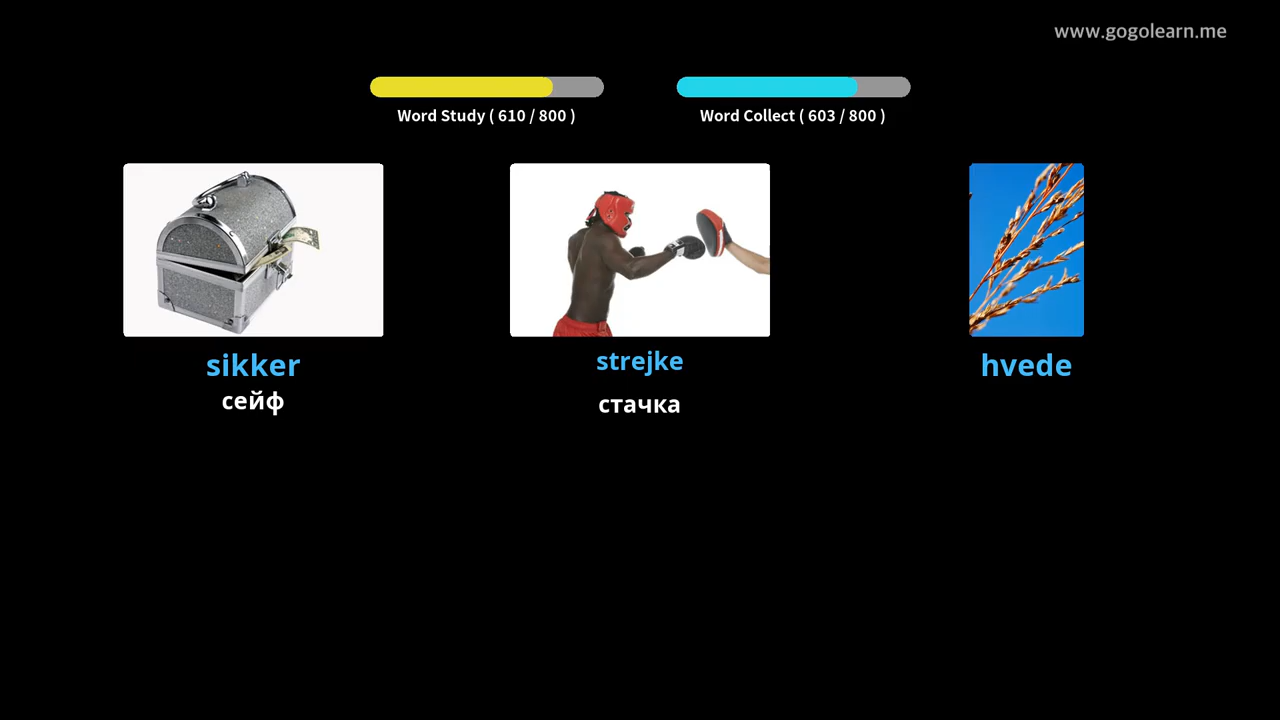 www.gogolearn.me
Word Study ( 610 / 800 )
Word Collect ( 603 / 800 )
sikker
strejke
hvede
сейф
стачка